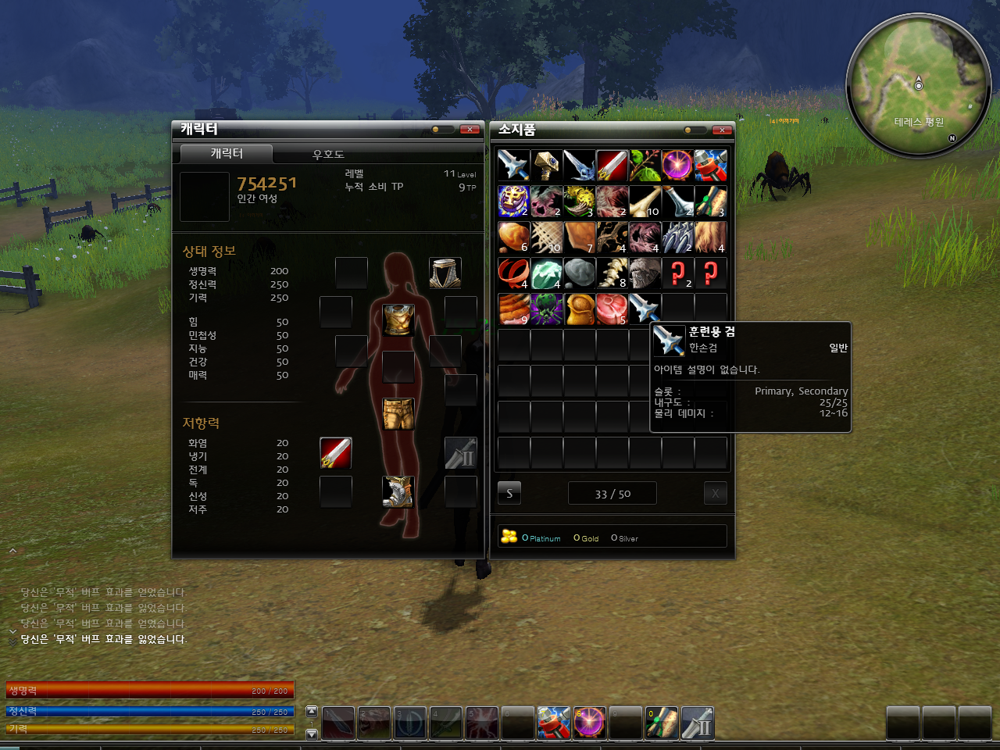 테레스 평원
N
캐릭터
캐릭터
우호도
754251
인간 여성
레벨 11 Level
누적 소비 TP 9 TP
상태 정보
생명력 200
정신력 250
기력 250
힘 50
민첩성 50
지능 50
건강 50
매력 50
저항력
화염 20
냉기 20
전계 20
독 20
신성 20
저주 20
II
소지품
2 2 3 2 10 2 3
6 10 7 4 4 2 4
4 4 8 ? 2 ?
9 5
훈련용 검
한손검 일반
아이템 설명이 없습니다.
슬롯 : Primary, Secondary
내구도 : 25/25
물리 데미지 : 12~16
S
33 / 50
X
0 Platinum 0 Gold 0 Silver
당신은 '무적' 버프 효과를 얻었습니다.
당신은 '무적' 버프 효과를 잃었습니다.
당신은 '무적' 버프 효과를 얻었습니다.
당신은 '무적' 버프 효과를 잃었습니다.
생명력 200 / 200
정신력 250 / 250
기력 250 / 250
2 3 4 5 6 7 8 9 0 II